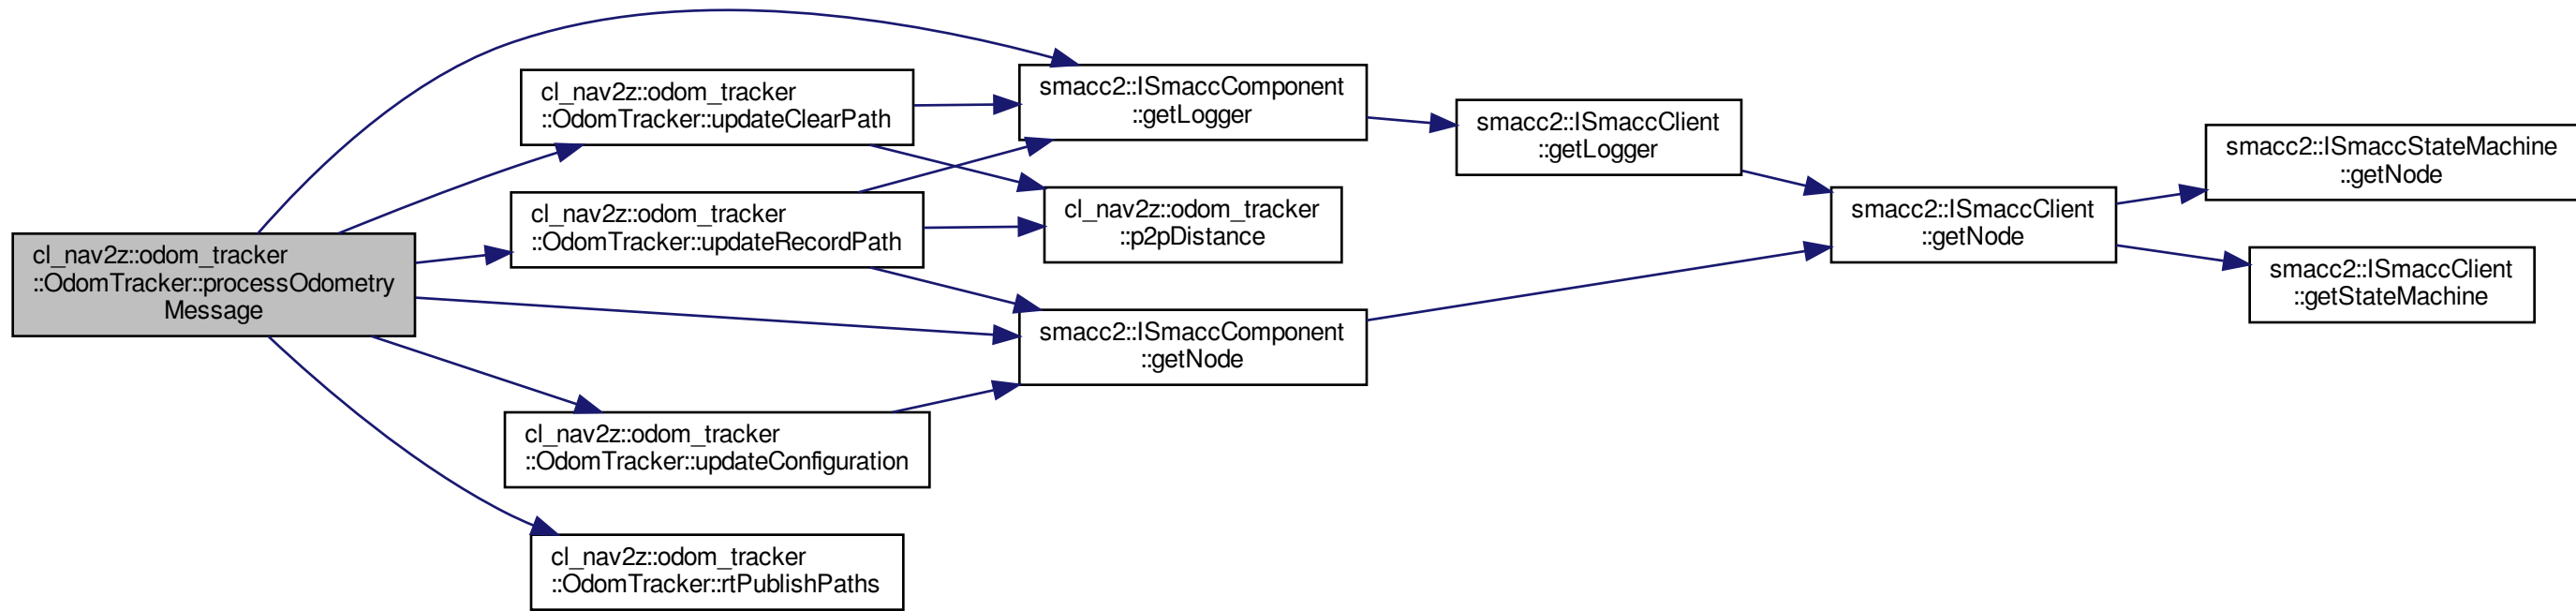 cl_nav2z::odom_tracker
::OdomTracker::processOdometry
Message
cl_nav2z::odom_tracker
::OdomTracker::updateClearPath
cl_nav2z::odom_tracker
::OdomTracker::updateRecordPath
cl_nav2z::odom_tracker
::OdomTracker::updateConfiguration
cl_nav2z::odom_tracker
::OdomTracker::rtPublishPaths
smacc2::ISmaccComponent
::getLogger
cl_nav2z::odom_tracker
::p2pDistance
smacc2::ISmaccComponent
::getNode
smacc2::ISmaccClient
::getLogger
smacc2::ISmaccClient
::getNode
smacc2::ISmaccStateMachine
::getNode
smacc2::ISmaccClient
::getStateMachine